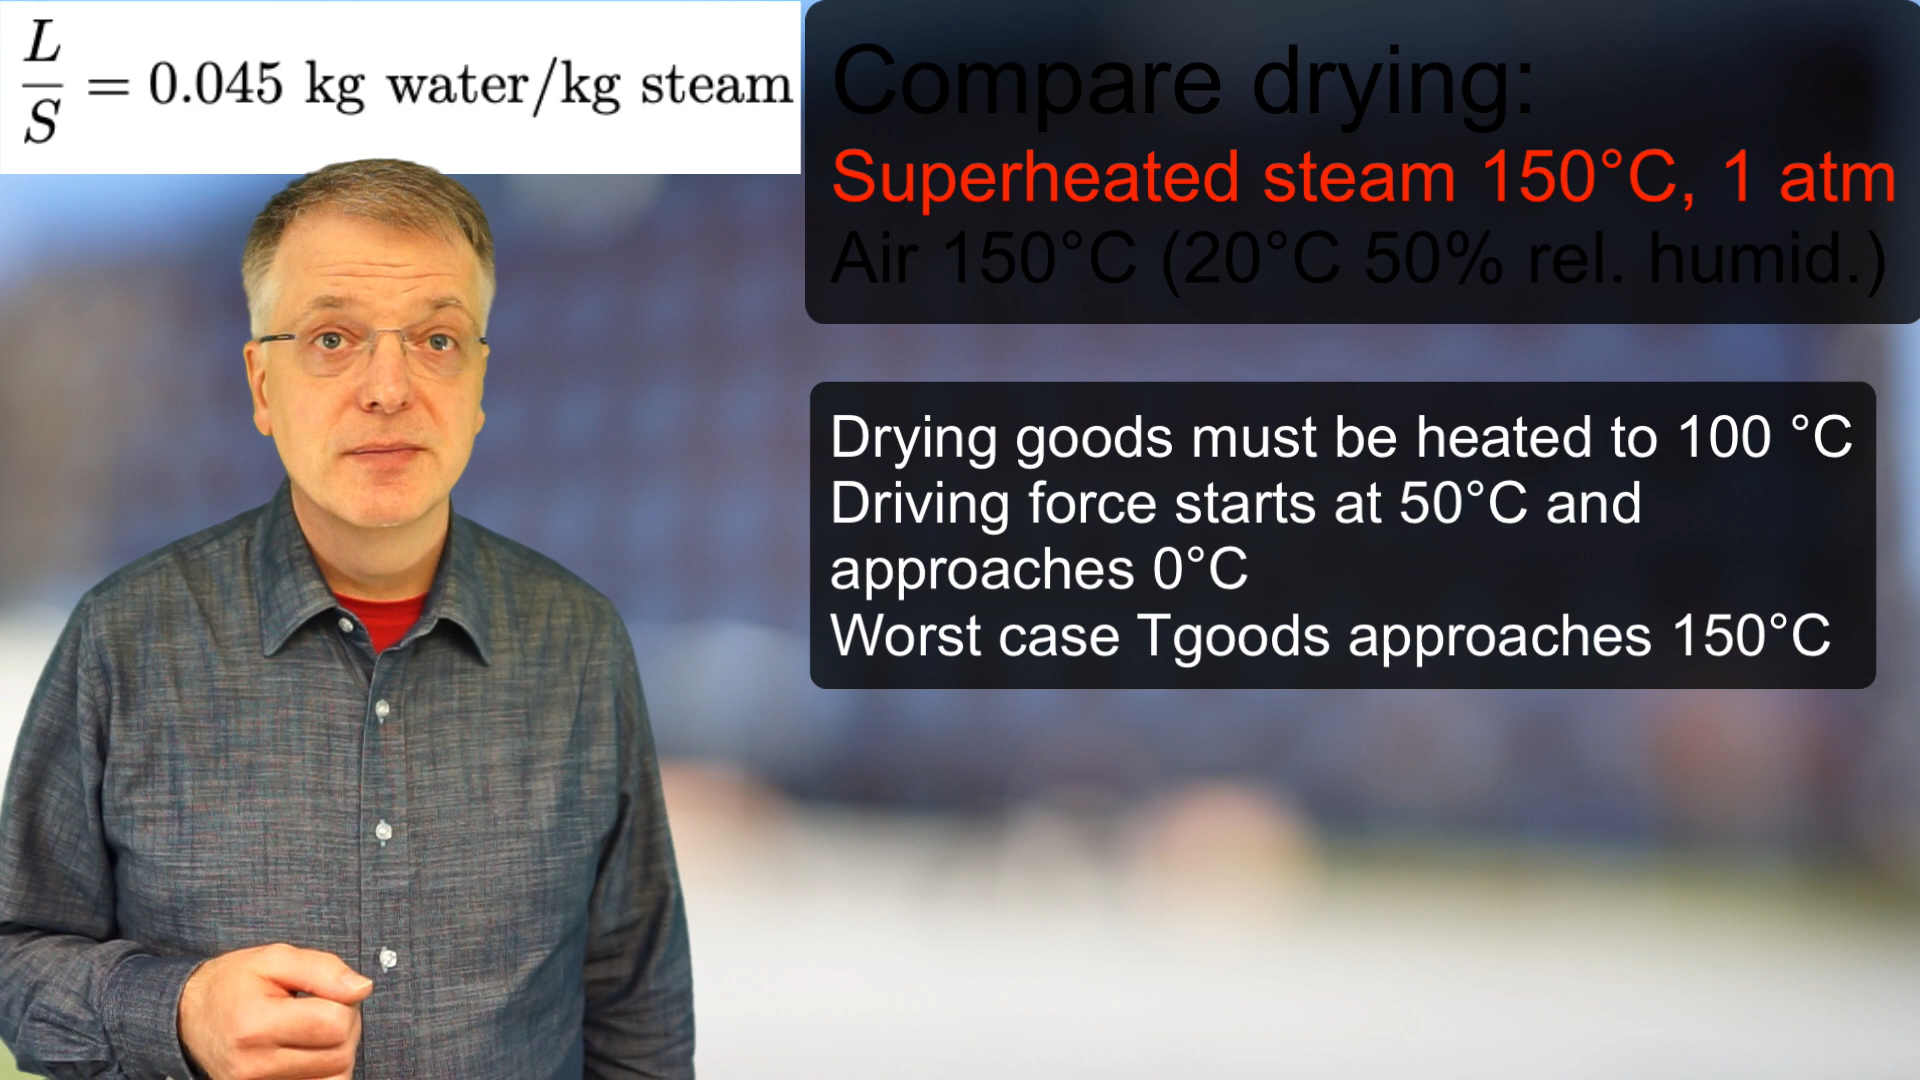 L/S = 0.045 kg water/kg steam
Compare drying:
Superheated steam 150°C, 1 atm
Air 150°C (20°C 50% rel. humid.)
Drying goods must be heated to 100 °C
Driving force starts at 50°C and
approaches 0°C
Worst case Tgoods approaches 150°C